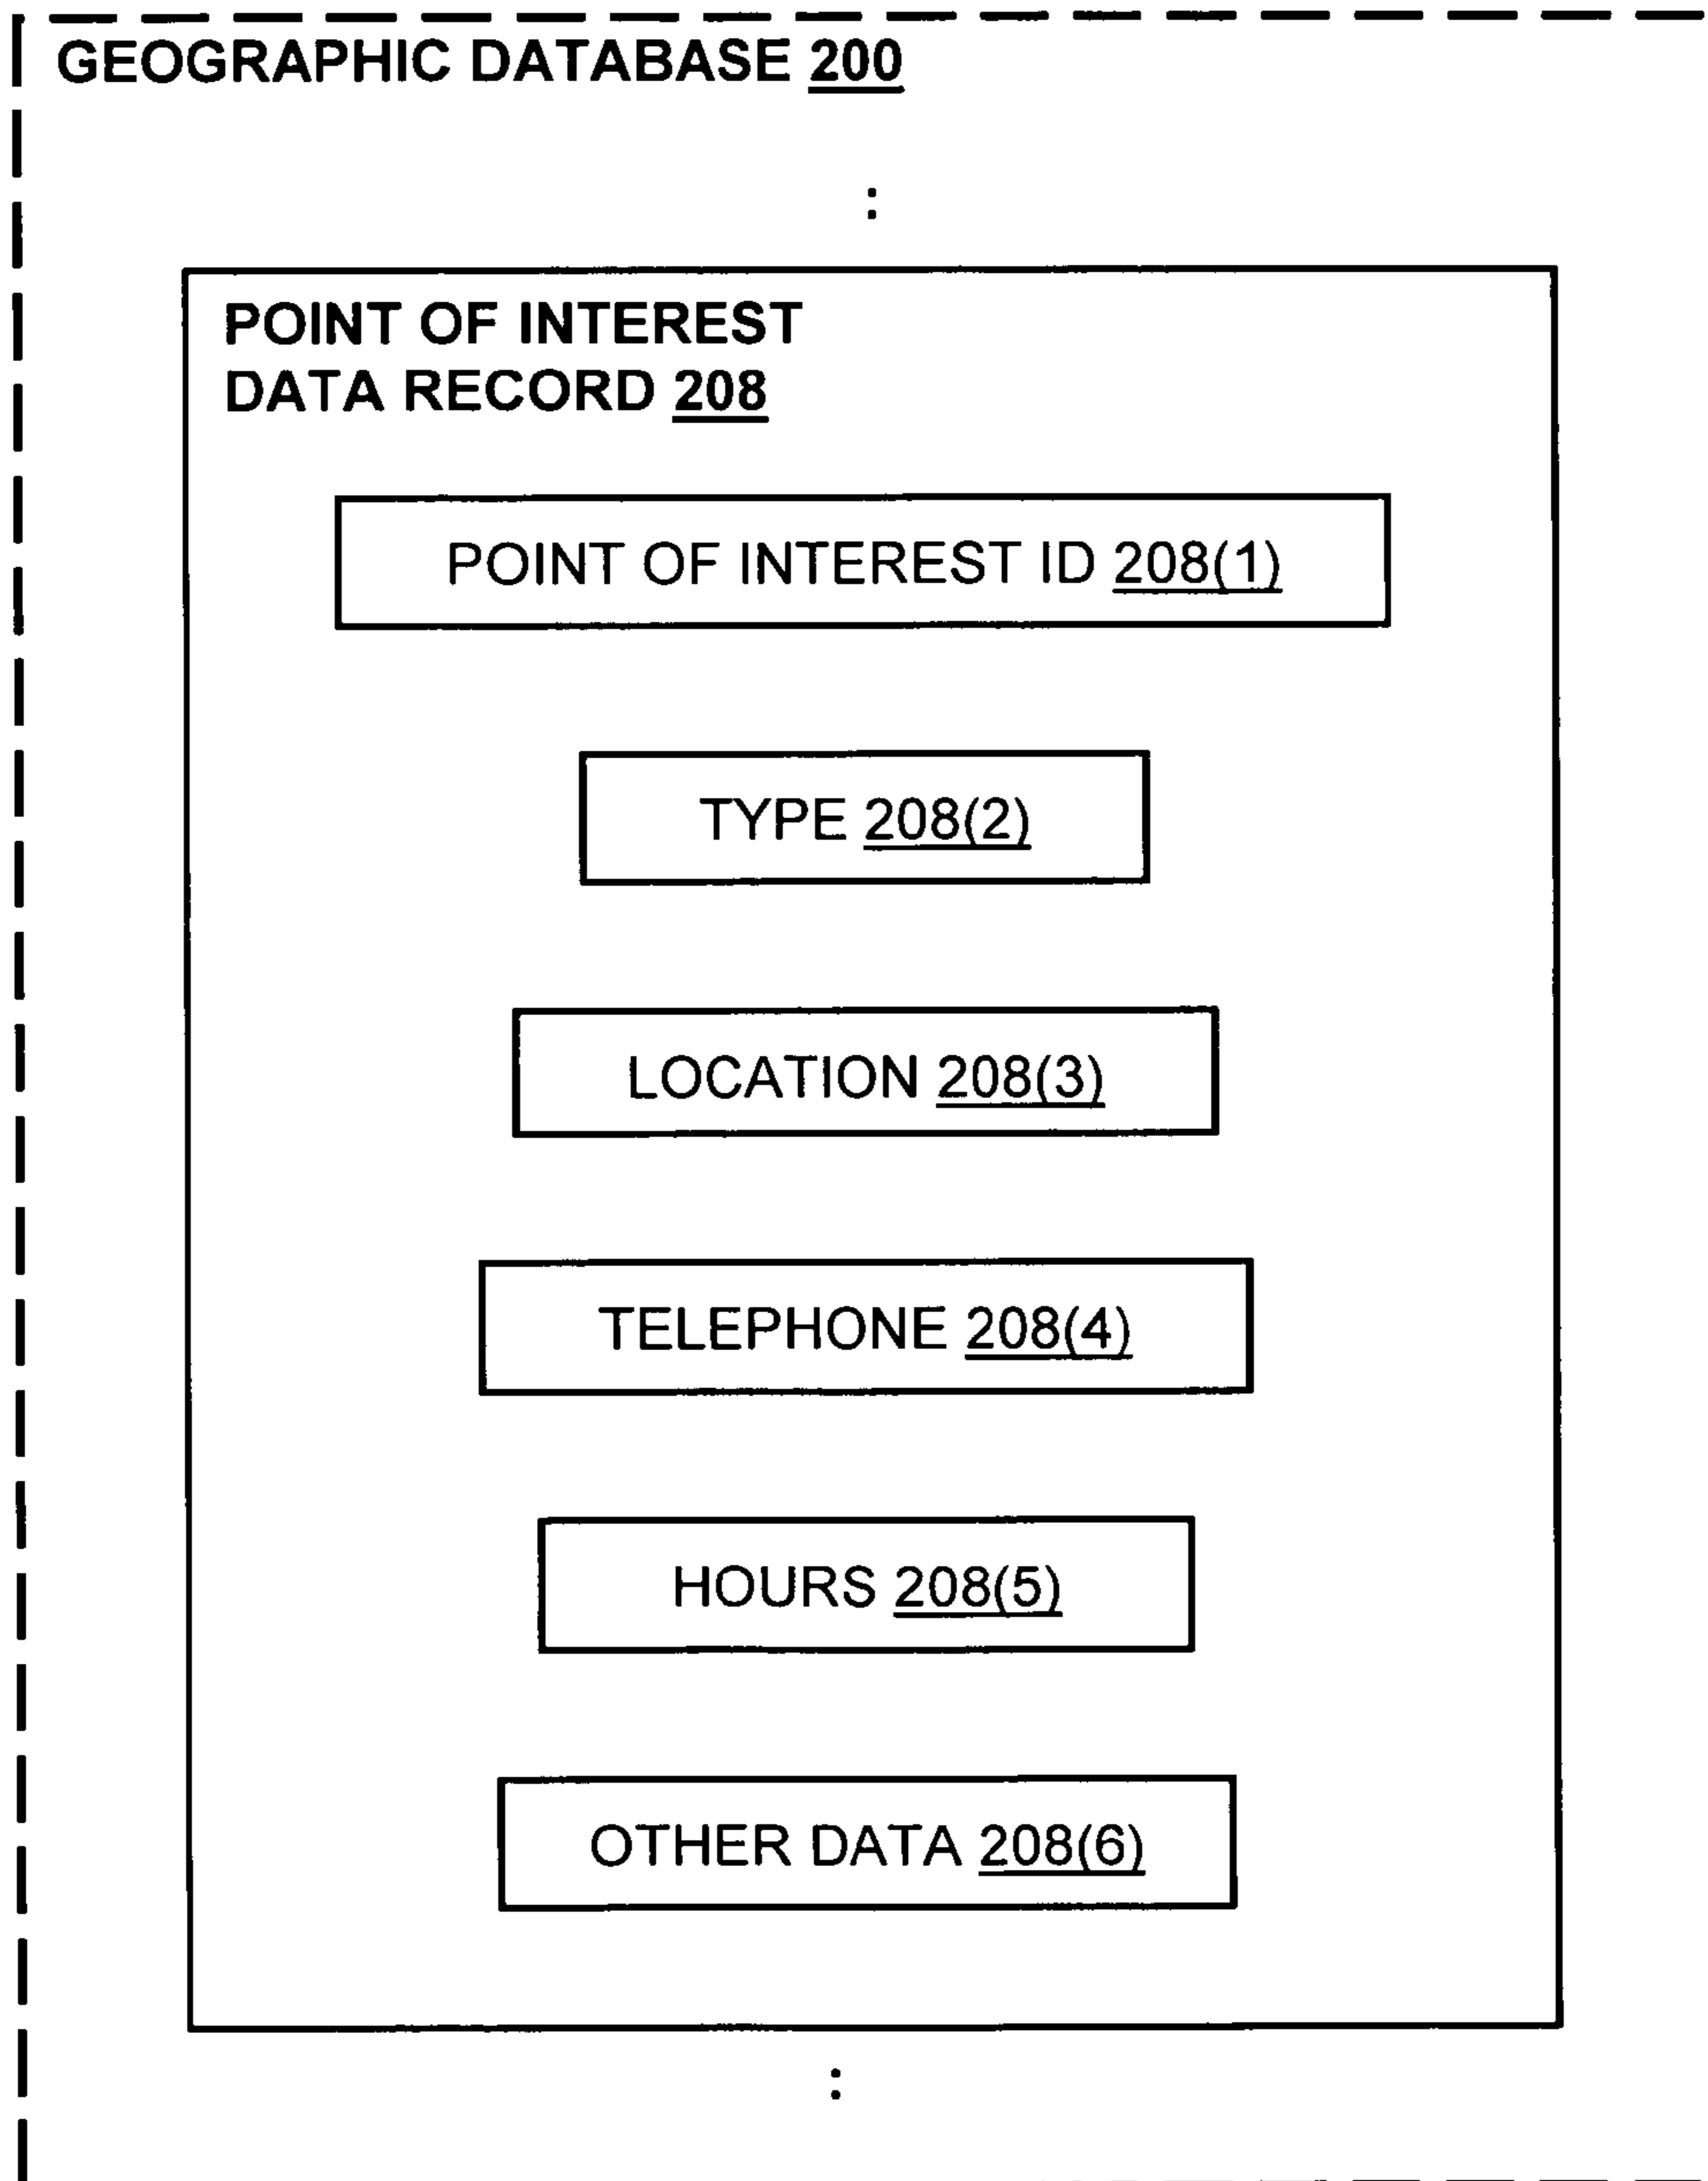 GEOGRAPHIC DATABASE 200
:
POINT OF INTEREST
DATA RECORD 208
POINT OF INTEREST ID 208(1)
TYPE 208(2)
LOCATION 208(3)
TELEPHONE 208(4)
HOURS 208(5)
OTHER DATA 208(6)
: